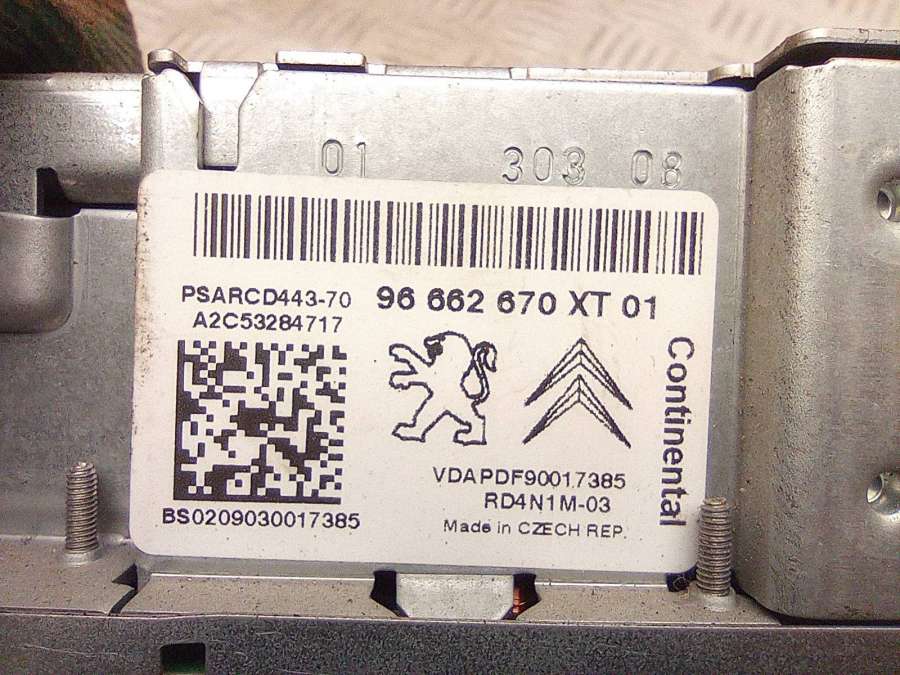 01 303 08
PSARCD443-70 96 662 670 XT 01
A2C53284717
Continental
VDAPDF90017385
RD4N1M-03
BS0209030017385
Made in CZECH REP.